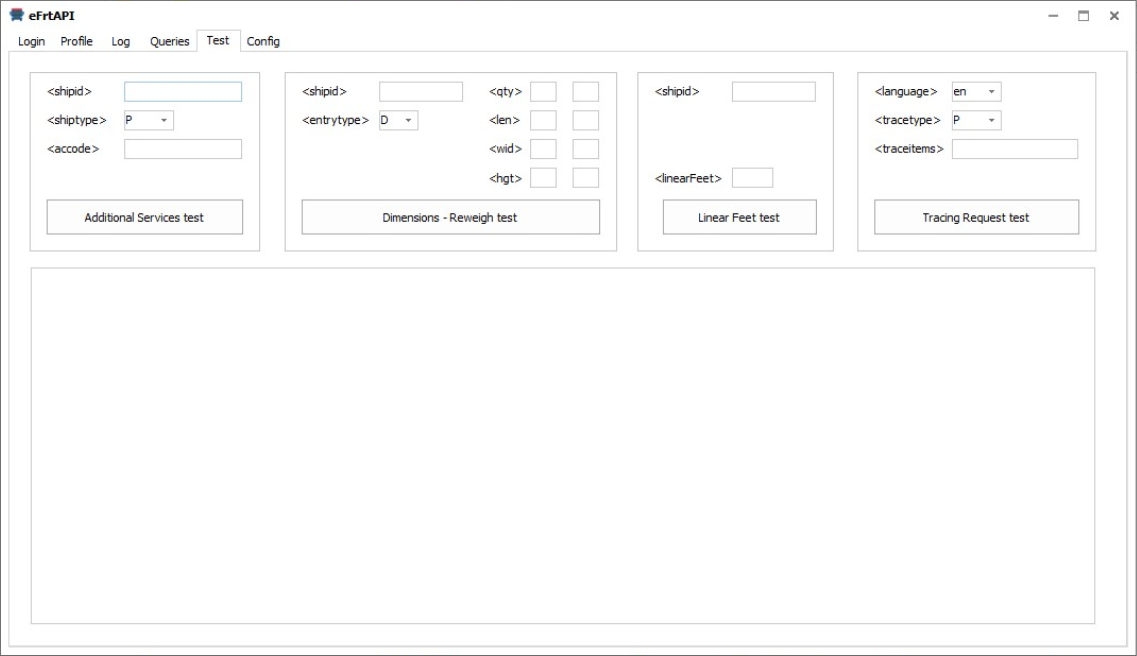 eFrtAPI
Login Profile Log Queries Test Config
<shipid>
<shiptype> P
<accode>
Additional Services test
<shipid>
<entrytype> D
<qty>
<len>
<wid>
<hgt>
Dimensions - Reweigh test
<shipid>
<linearFeet>
Linear Feet test
<language> en
<tracetype> P
<traceitems>
Tracing Request test